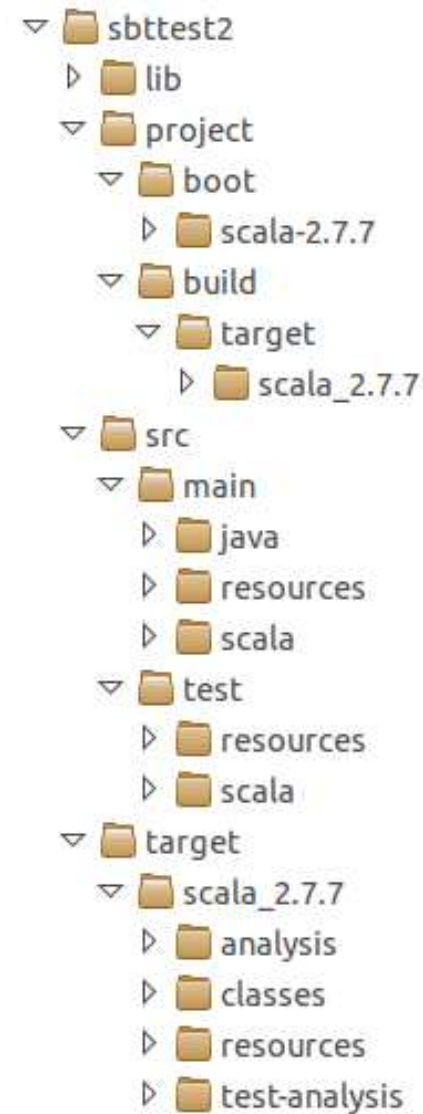 sbttest2
lib
project
boot
scala-2.7.7
build
target
scala_2.7.7
src
main
java
resources
scala
test
resources
scala
target
scala_2.7.7
analysis
classes
resources
test-analysis